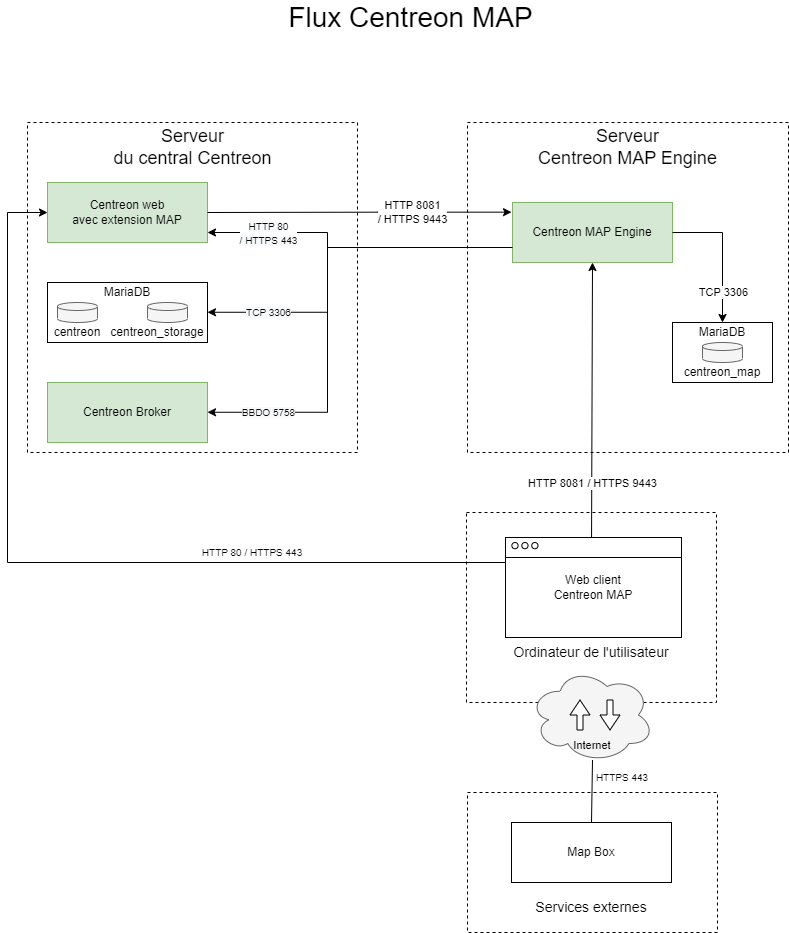 Flux Centreon MAP
Serveur
du central Centreon
Serveur
Centreon MAP Engine
Centreon web
avec extension MAP
HTTP 8081
/ HTTPS 9443
HTTP 80
/ HTTPS 443
Centreon MAP Engine
MariaDB
centreon
centreon_storage
TCP 3306
TCP 3306
MariaDB
centreon_map
Centreon Broker
BBDO 5758
HTTP 8081 / HTTPS 9443
HTTP 80 / HTTPS 443
Web client
Centreon MAP
Ordinateur de l'utilisateur
Internet
HTTPS 443
Map Box
Services externes